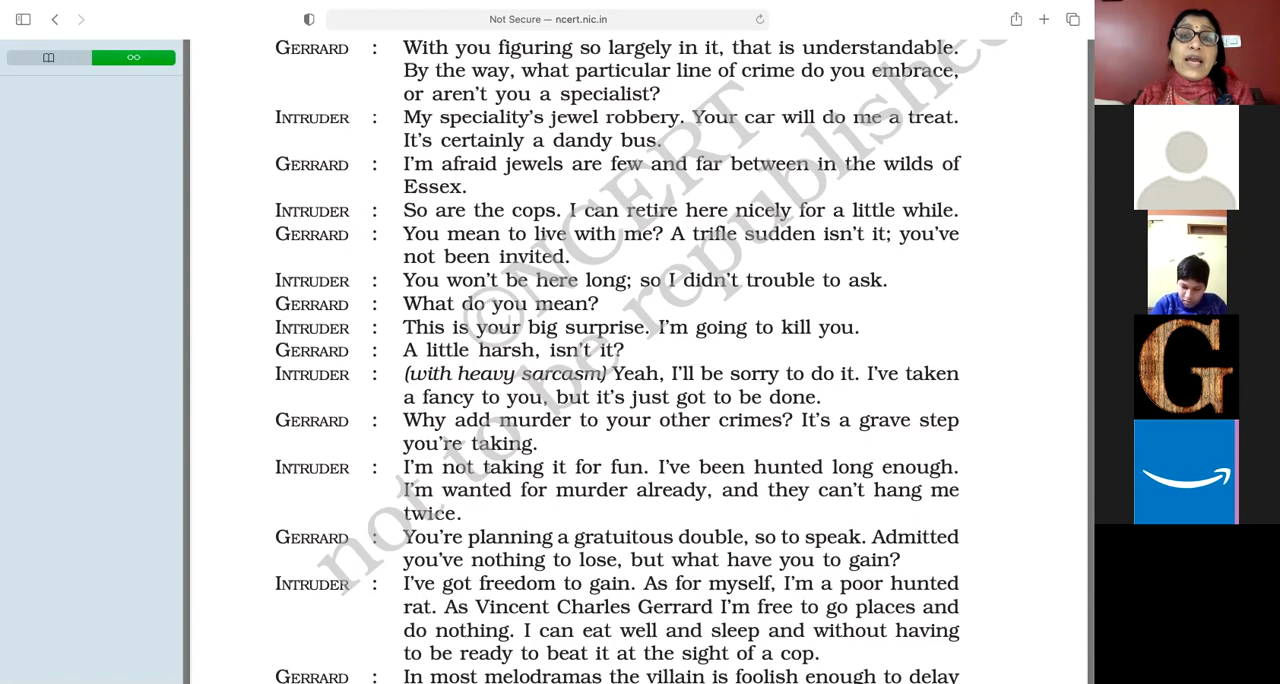 Not Secure — ncert.nic.in
GERRARD : With you figuring so largely in it, that is understandable.
By the way, what particular line of crime do you embrace,
or aren't you a specialist?
INTRUDER : My speciality's jewel robbery. Your car will do me a treat.
It's certainly a dandy bus.
GERRARD : I'm afraid jewels are few and far between in the wilds of
Essex.
INTRUDER : So are the cops. I can retire here nicely for a little while.
GERRARD : You mean to live with me? A trifle sudden isn't it; you've
not been invited.
INTRUDER : You won't be here long; so I didn't trouble to ask.
GERRARD : What do you mean?
INTRUDER : This is your big surprise. I'm going to kill you.
GERRARD : A little harsh, isn't it?
INTRUDER : (with heavy sarcasm) Yeah, I'll be sorry to do it. I've taken
a fancy to you, but it's just got to be done.
GERRARD : Why add murder to your other crimes? It's a grave step
you're taking.
INTRUDER : I'm not taking it for fun. I've been hunted long enough.
I'm wanted for murder already, and they can't hang me
twice.
GERRARD : You're planning a gratuitous double, so to speak. Admitted
you've nothing to lose, but what have you to gain?
INTRUDER : I've got freedom to gain. As for myself, I'm a poor hunted
rat. As Vincent Charles Gerrard I'm free to go places and
do nothing. I can eat well and sleep and without having
to be ready to beat it at the sight of a cop.
GERRARD : In most melodramas the villain is foolish enough to delay
©NCERT
not to be republished
G